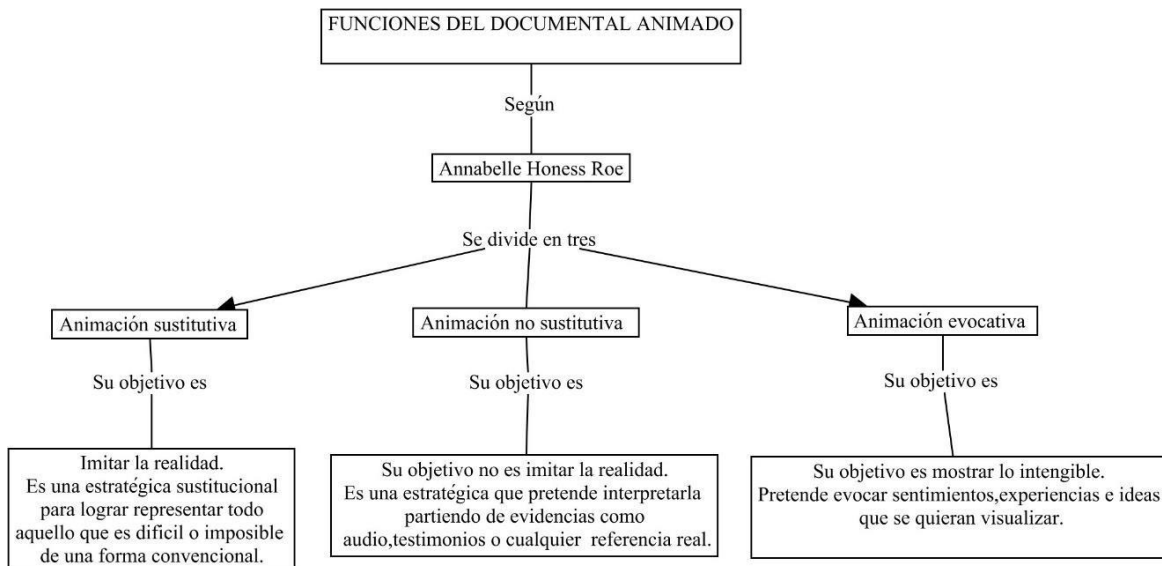 FUNCIONES DEL DOCUMENTAL ANIMADO
Según
Annabelle Honess Roe
Se divide en tres
Animación sustitutiva
Animación no sustitutiva
Animación evocativa
Su objetivo es
Su objetivo es
Su objetivo es
Imitar la realidad.
Es una estratégica sustitucional
para lograr representar todo
aquello que es dificil o imposible
de una forma convencional.
Su objetivo no es imitar la realidad.
Es una estratégica que pretende interpretarla
partiendo de evidencias como
audio,testimonios o cualquier referencia real.
Su objetivo es mostrar lo intengible.
Pretende evocar sentimientos,experiencias e ideas
que se quieran visualizar.